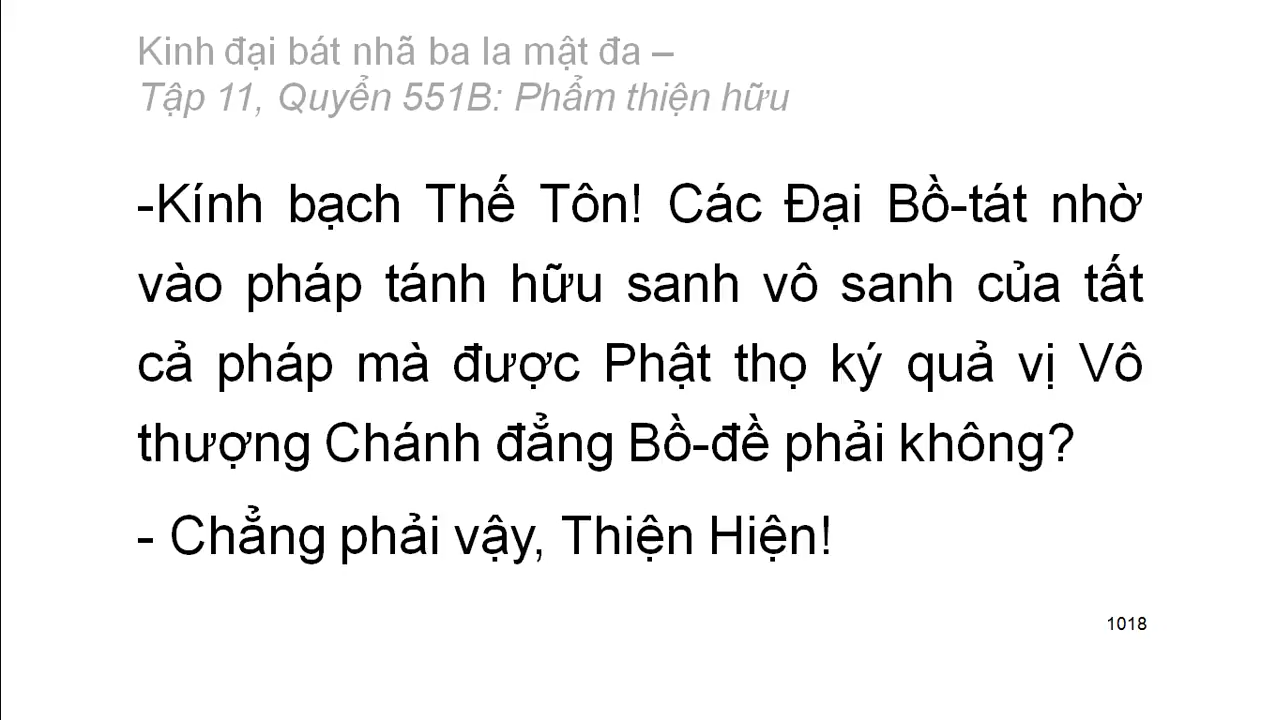 Kinh đại bát nhã ba la mật đa –
Tập 11, Quyển 551B: Phẩm thiện hữu
-Kính bạch Thế Tôn! Các Đại Bồ-tát nhờ
vào pháp tánh hữu sanh vô sanh của tất
cả pháp mà được Phật thọ ký quả vị Vô
thượng Chánh đẳng Bồ-đề phải không?
- Chẳng phải vậy, Thiện Hiện!
1018